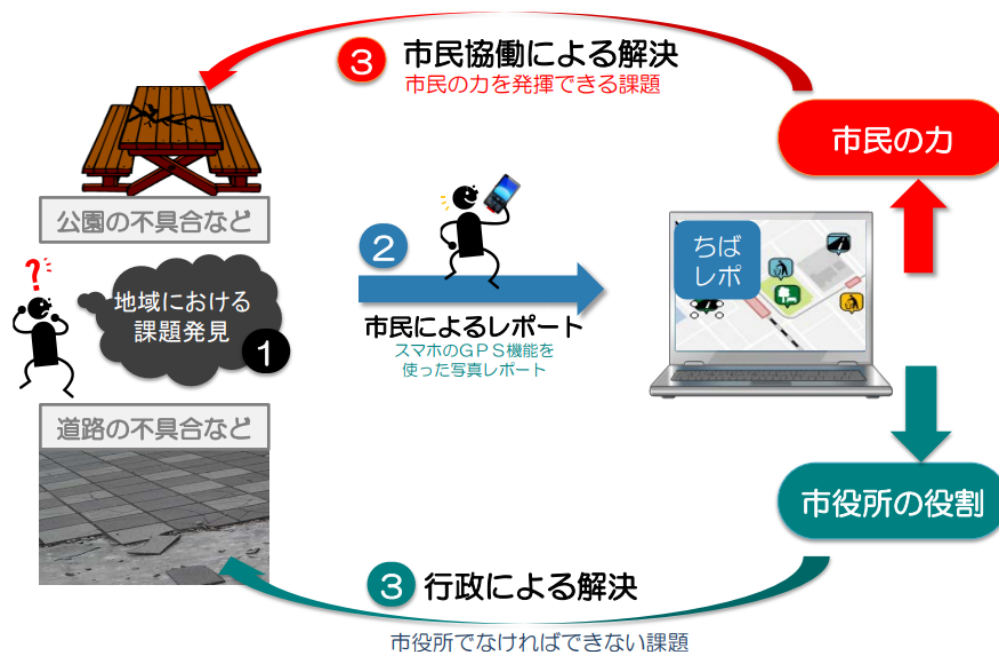 3 市民協働による解決
市民の力を発揮できる課題
市民の力
公園の不具合など
?
地域における
課題発見
1
2
市民によるレポート
スマホのGPS機能を
使った写真レポート
ちば
レポ
道路の不具合など
市役所の役割
3 行政による解決
市役所でなければできない課題